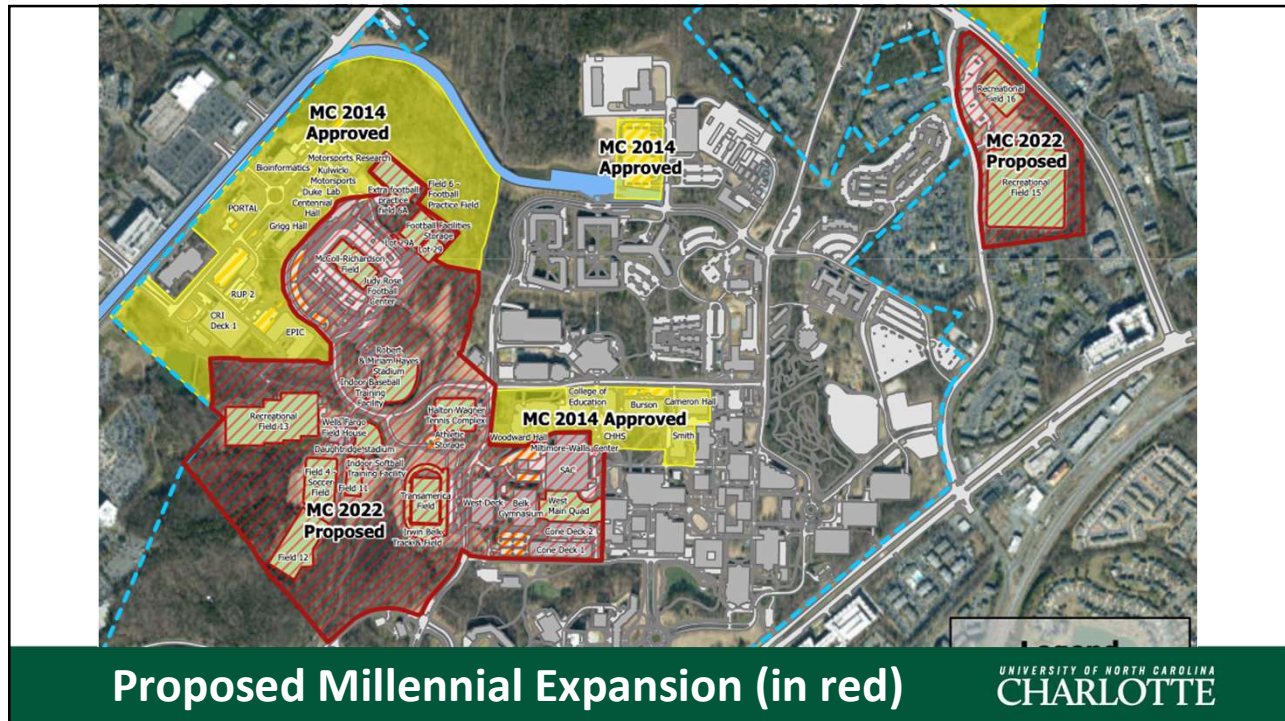 MC 2014
Approved
Bioinformatics
Motorsports Research
Kulwicki
Motorsports
Duke Lab
Centennial
Hall
PORTAL
Grigg Hall
Extra football
practice
field 6A
Field 6 -
Football
Practice Field
Football Facilities
Storage
Lot 29A
Lot 29
McColl-Richardson
Field
Judy Rose
Football
Center
RUP 2
CRI
Deck 1
EPIC
MC 2014
Approved
Recreational
Field 16
MC 2022
Proposed
Recreational
Field 15
Robert
& Miriam Hayes
Stadium
Indoor Baseball
Training
Facility
Recreational
Field 13
Wells Fargo
Field House
Daughtridge stadium
Halton-Wagner
Tennis Complex
Athletic
Storage
College of
Education
Burson
Cameron Hall
MC 2014 Approved
Woodward Hall
CHHS
Smith
Miltimore-Wallis Center
SAC
Indoor Softball
Training Facility
Field 4 -
Soccer
Field
Field 11
MC 2022
Proposed
Field 12
Transamerica
Field
Irwin Belk
Track & Field
West Deck
Belk
Gymnasium
West
Main Quad
Cone Deck 2
Cone Deck 1
Legend
Proposed Millennial Expansion (in red)
UNIVERSITY OF NORTH CAROLINA
CHARLOTTE